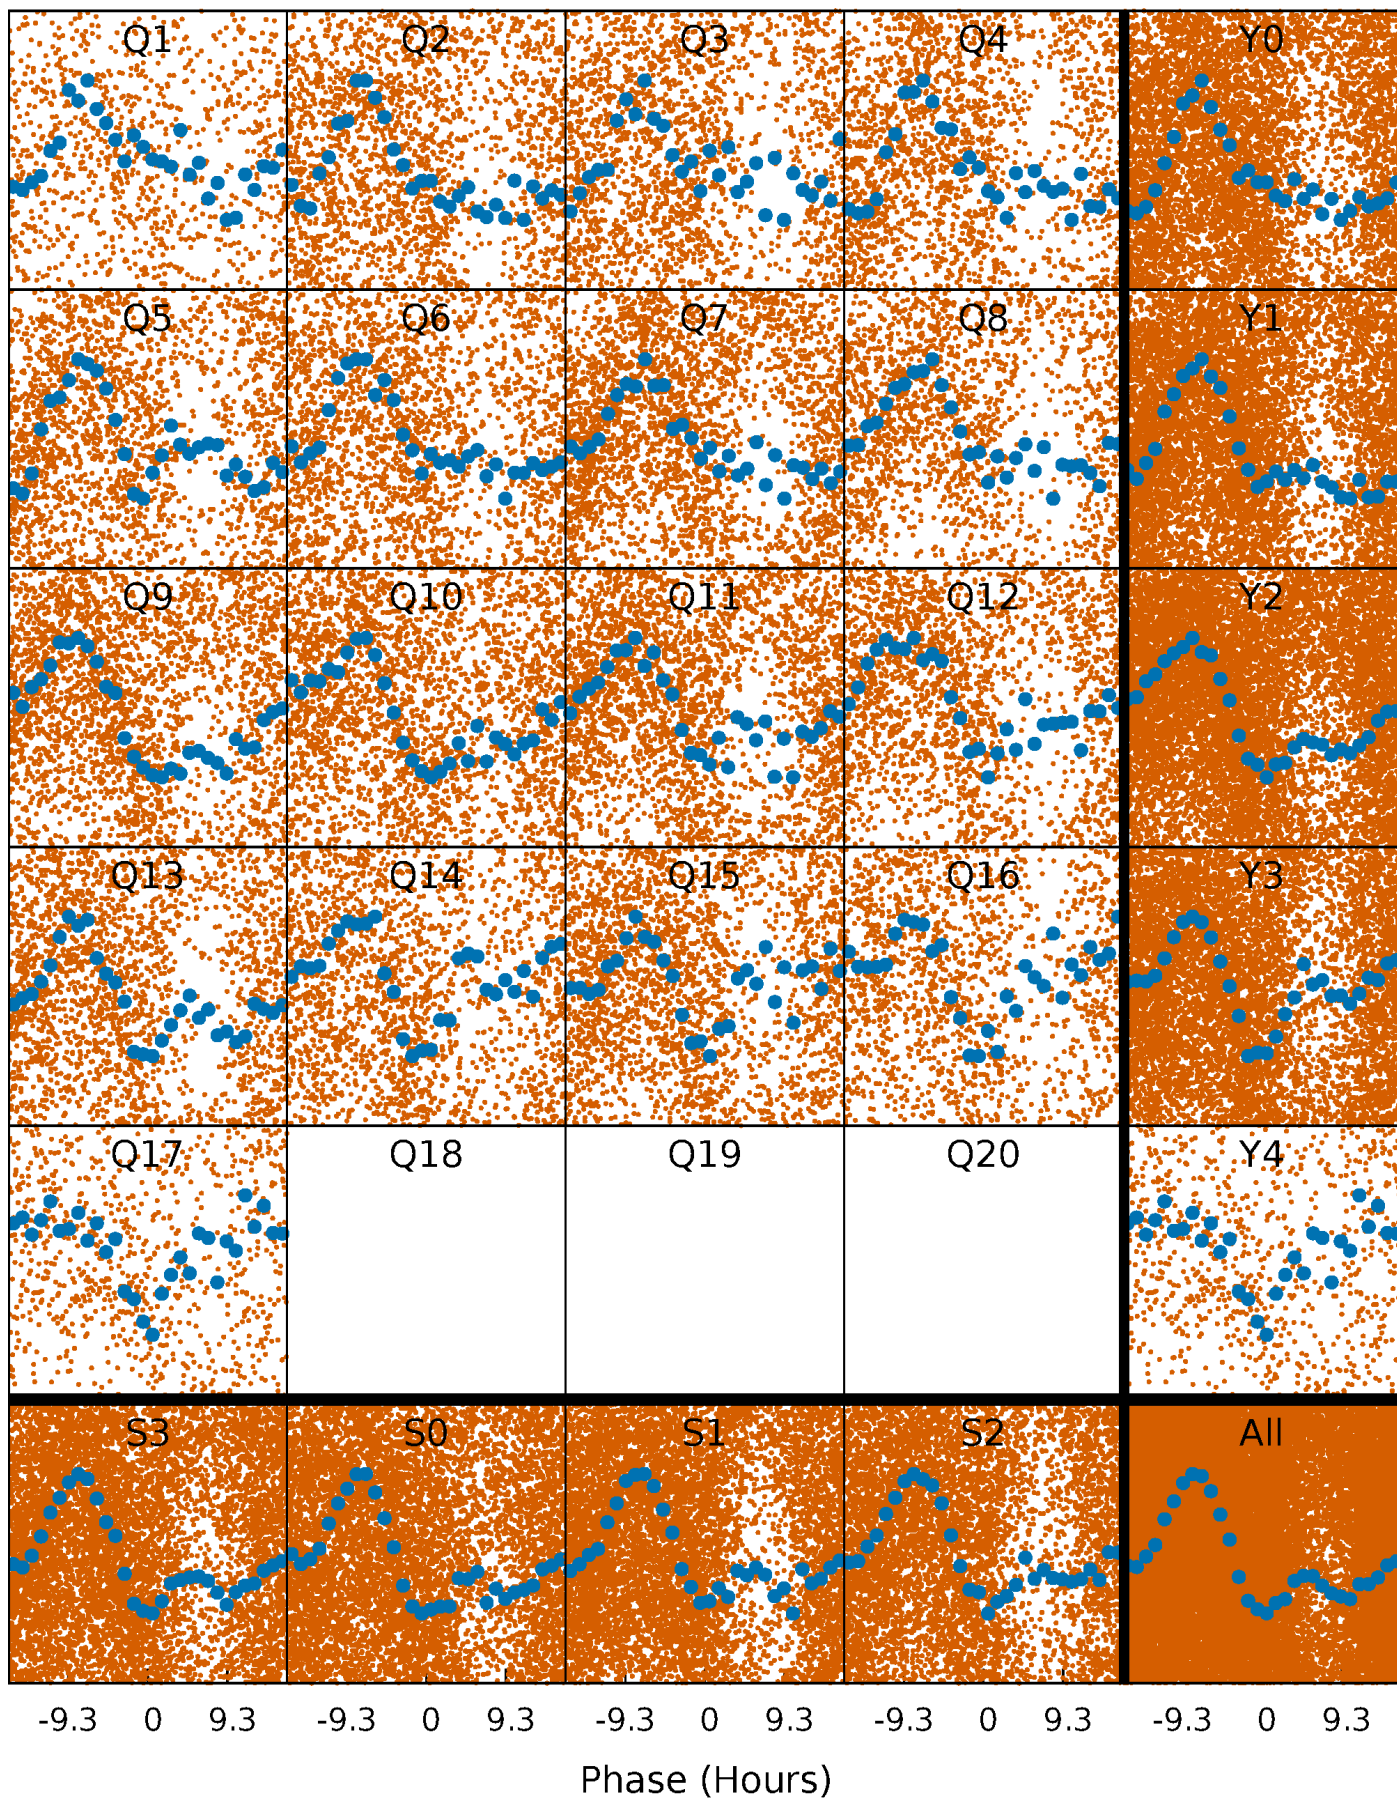 Q1 Q2 Q3 Q4 Y0
Q5 Q6 Q7 Q8 Y1
Q9 Q10 Q11 Q12 Y2
Q13 Q14 Q15 Q16 Y3
Q17 Q18 Q19 Q20 Y4
S3 S0 S1 S2 All
-9.3 0 9.3 -9.3 0 9.3 -9.3 0 9.3 -9.3 0 9.3 -9.3 0 9.3
Phase (Hours)